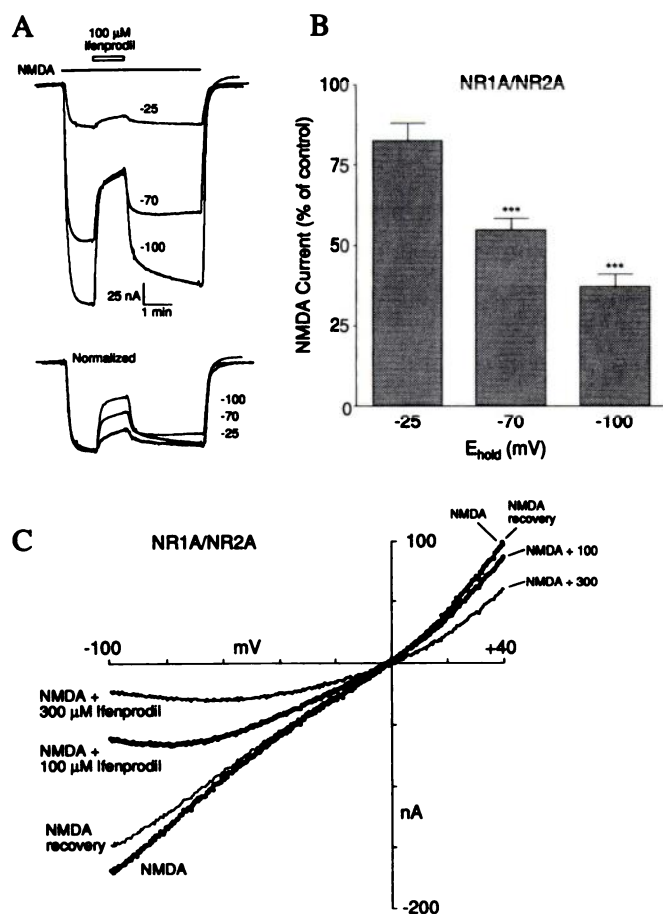 A
100 μM
Ifenprodil
NMDA
-25
-70
-100
25 nA
1 min
Normalized
-100
-70
-25
B
NR1A/NR2A
NMDA Current (% of control)
100
75
50
25
0
***
***
-25
-70
-100
Ehold (mV)
C
NR1A/NR2A
NMDA
NMDA
recovery
100
NMDA + 100
NMDA + 300
-100
mV
+40
NMDA +
300 μM Ifenprodil
NMDA +
100 μM Ifenprodil
NMDA
recovery
NMDA
nA
-200